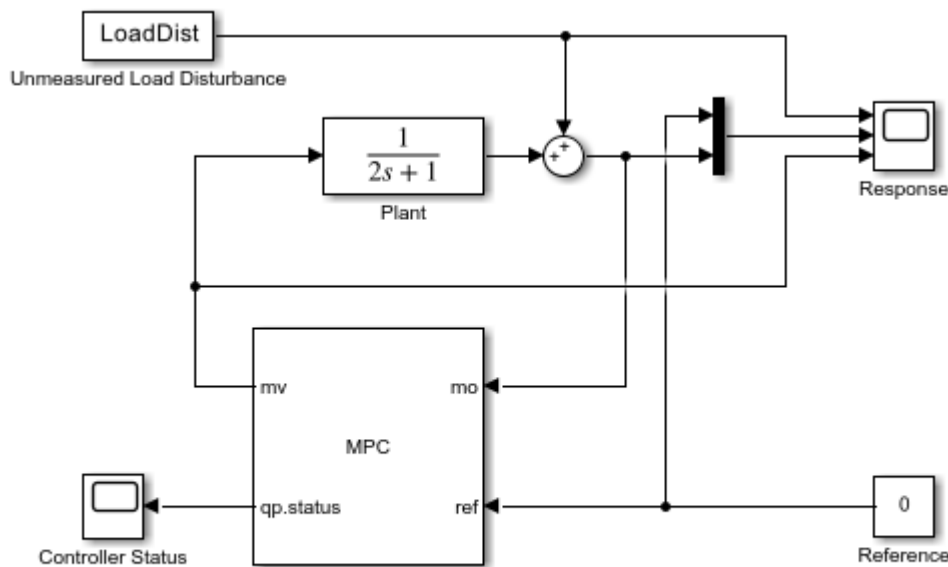 LoadDist
Unmeasured Load Disturbance
1
2s + 1
Plant
+
+
Response
mv
mo
MPC
qp.status
ref
Controller Status
0
Reference